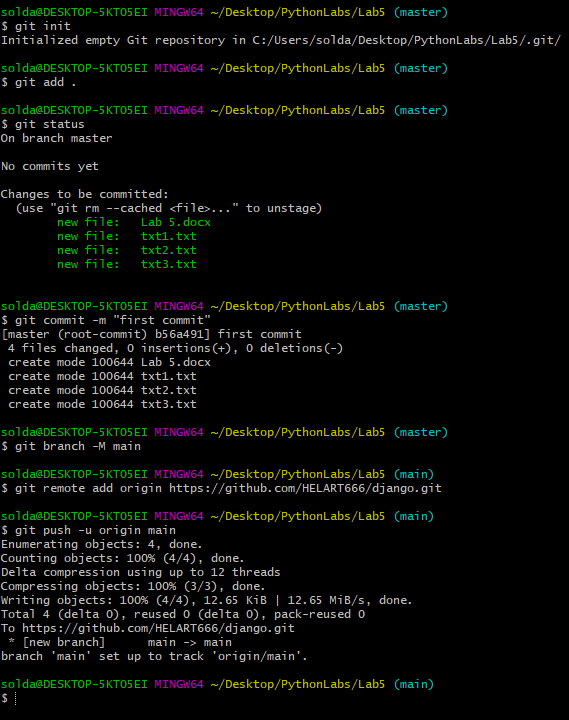 solda@DESKTOP-5KTO5EI MINGW64 ~/Desktop/PythonLabs/Lab5 (master)
$ git init
Initialized empty Git repository in C:/Users/solda/Desktop/PythonLabs/Lab5/.git/
solda@DESKTOP-5KTO5EI MINGW64 ~/Desktop/PythonLabs/Lab5 (master)
$ git add .
solda@DESKTOP-5KTO5EI MINGW64 ~/Desktop/PythonLabs/Lab5 (master)
$ git status
On branch master
No commits yet
Changes to be committed:
  (use "git rm --cached <file>..." to unstage)
        new file:   Lab 5.docx
        new file:   txt1.txt
        new file:   txt2.txt
        new file:   txt3.txt
solda@DESKTOP-5KTO5EI MINGW64 ~/Desktop/PythonLabs/Lab5 (master)
$ git commit -m "first commit"
[master (root-commit) b56a491] first commit
 4 files changed, 0 insertions(+), 0 deletions(-)
 create mode 100644 Lab 5.docx
 create mode 100644 txt1.txt
 create mode 100644 txt2.txt
 create mode 100644 txt3.txt
solda@DESKTOP-5KTO5EI MINGW64 ~/Desktop/PythonLabs/Lab5 (master)
$ git branch -M main
solda@DESKTOP-5KTO5EI MINGW64 ~/Desktop/PythonLabs/Lab5 (main)
$ git remote add origin https://github.com/HELART666/django.git
solda@DESKTOP-5KTO5EI MINGW64 ~/Desktop/PythonLabs/Lab5 (main)
$ git push -u origin main
Enumerating objects: 4, done.
Counting objects: 100% (4/4), done.
Delta compression using up to 12 threads
Compressing objects: 100% (3/3), done.
Writing objects: 100% (4/4), 12.65 KiB | 12.65 MiB/s, done.
Total 4 (delta 0), reused 0 (delta 0), pack-reused 0
To https://github.com/HELART666/django.git
 * [new branch]      main -> main
branch 'main' set up to track 'origin/main'.
solda@DESKTOP-5KTO5EI MINGW64 ~/Desktop/PythonLabs/Lab5 (main)
$